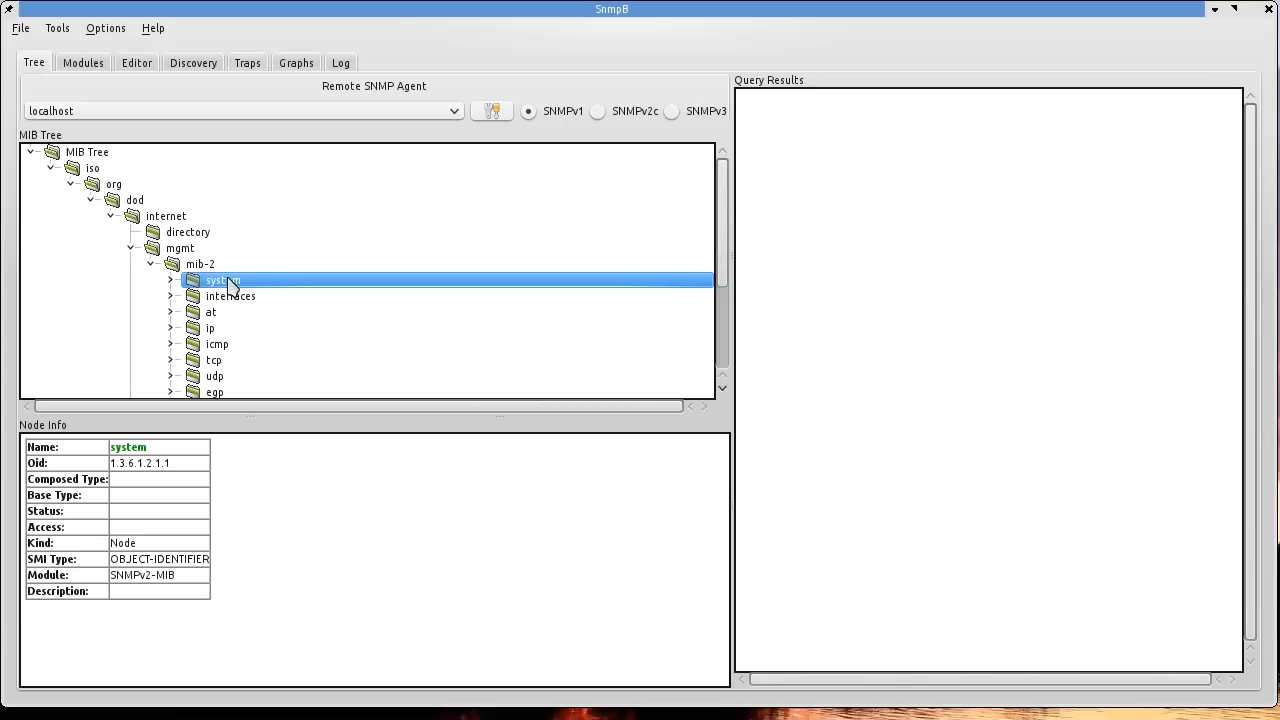 SnmpB
File Tools Options Help
Tree Modules Editor Discovery Traps Graphs Log
Remote SNMP Agent
localhost SNMPv1 SNMPv2c SNMPv3
MIB Tree
MIB Tree
iso
org
dod
internet
directory
mgmt
mib-2
system
interfaces
at
ip
icmp
tcp
udp
egp
Node Info
Name: system
Oid: 1.3.6.1.2.1.1
Composed Type:
Base Type:
Status:
Access:
Kind: Node
SMI Type: OBJECT-IDENTIFIER
Module: SNMPv2-MIB
Description:
Query Results